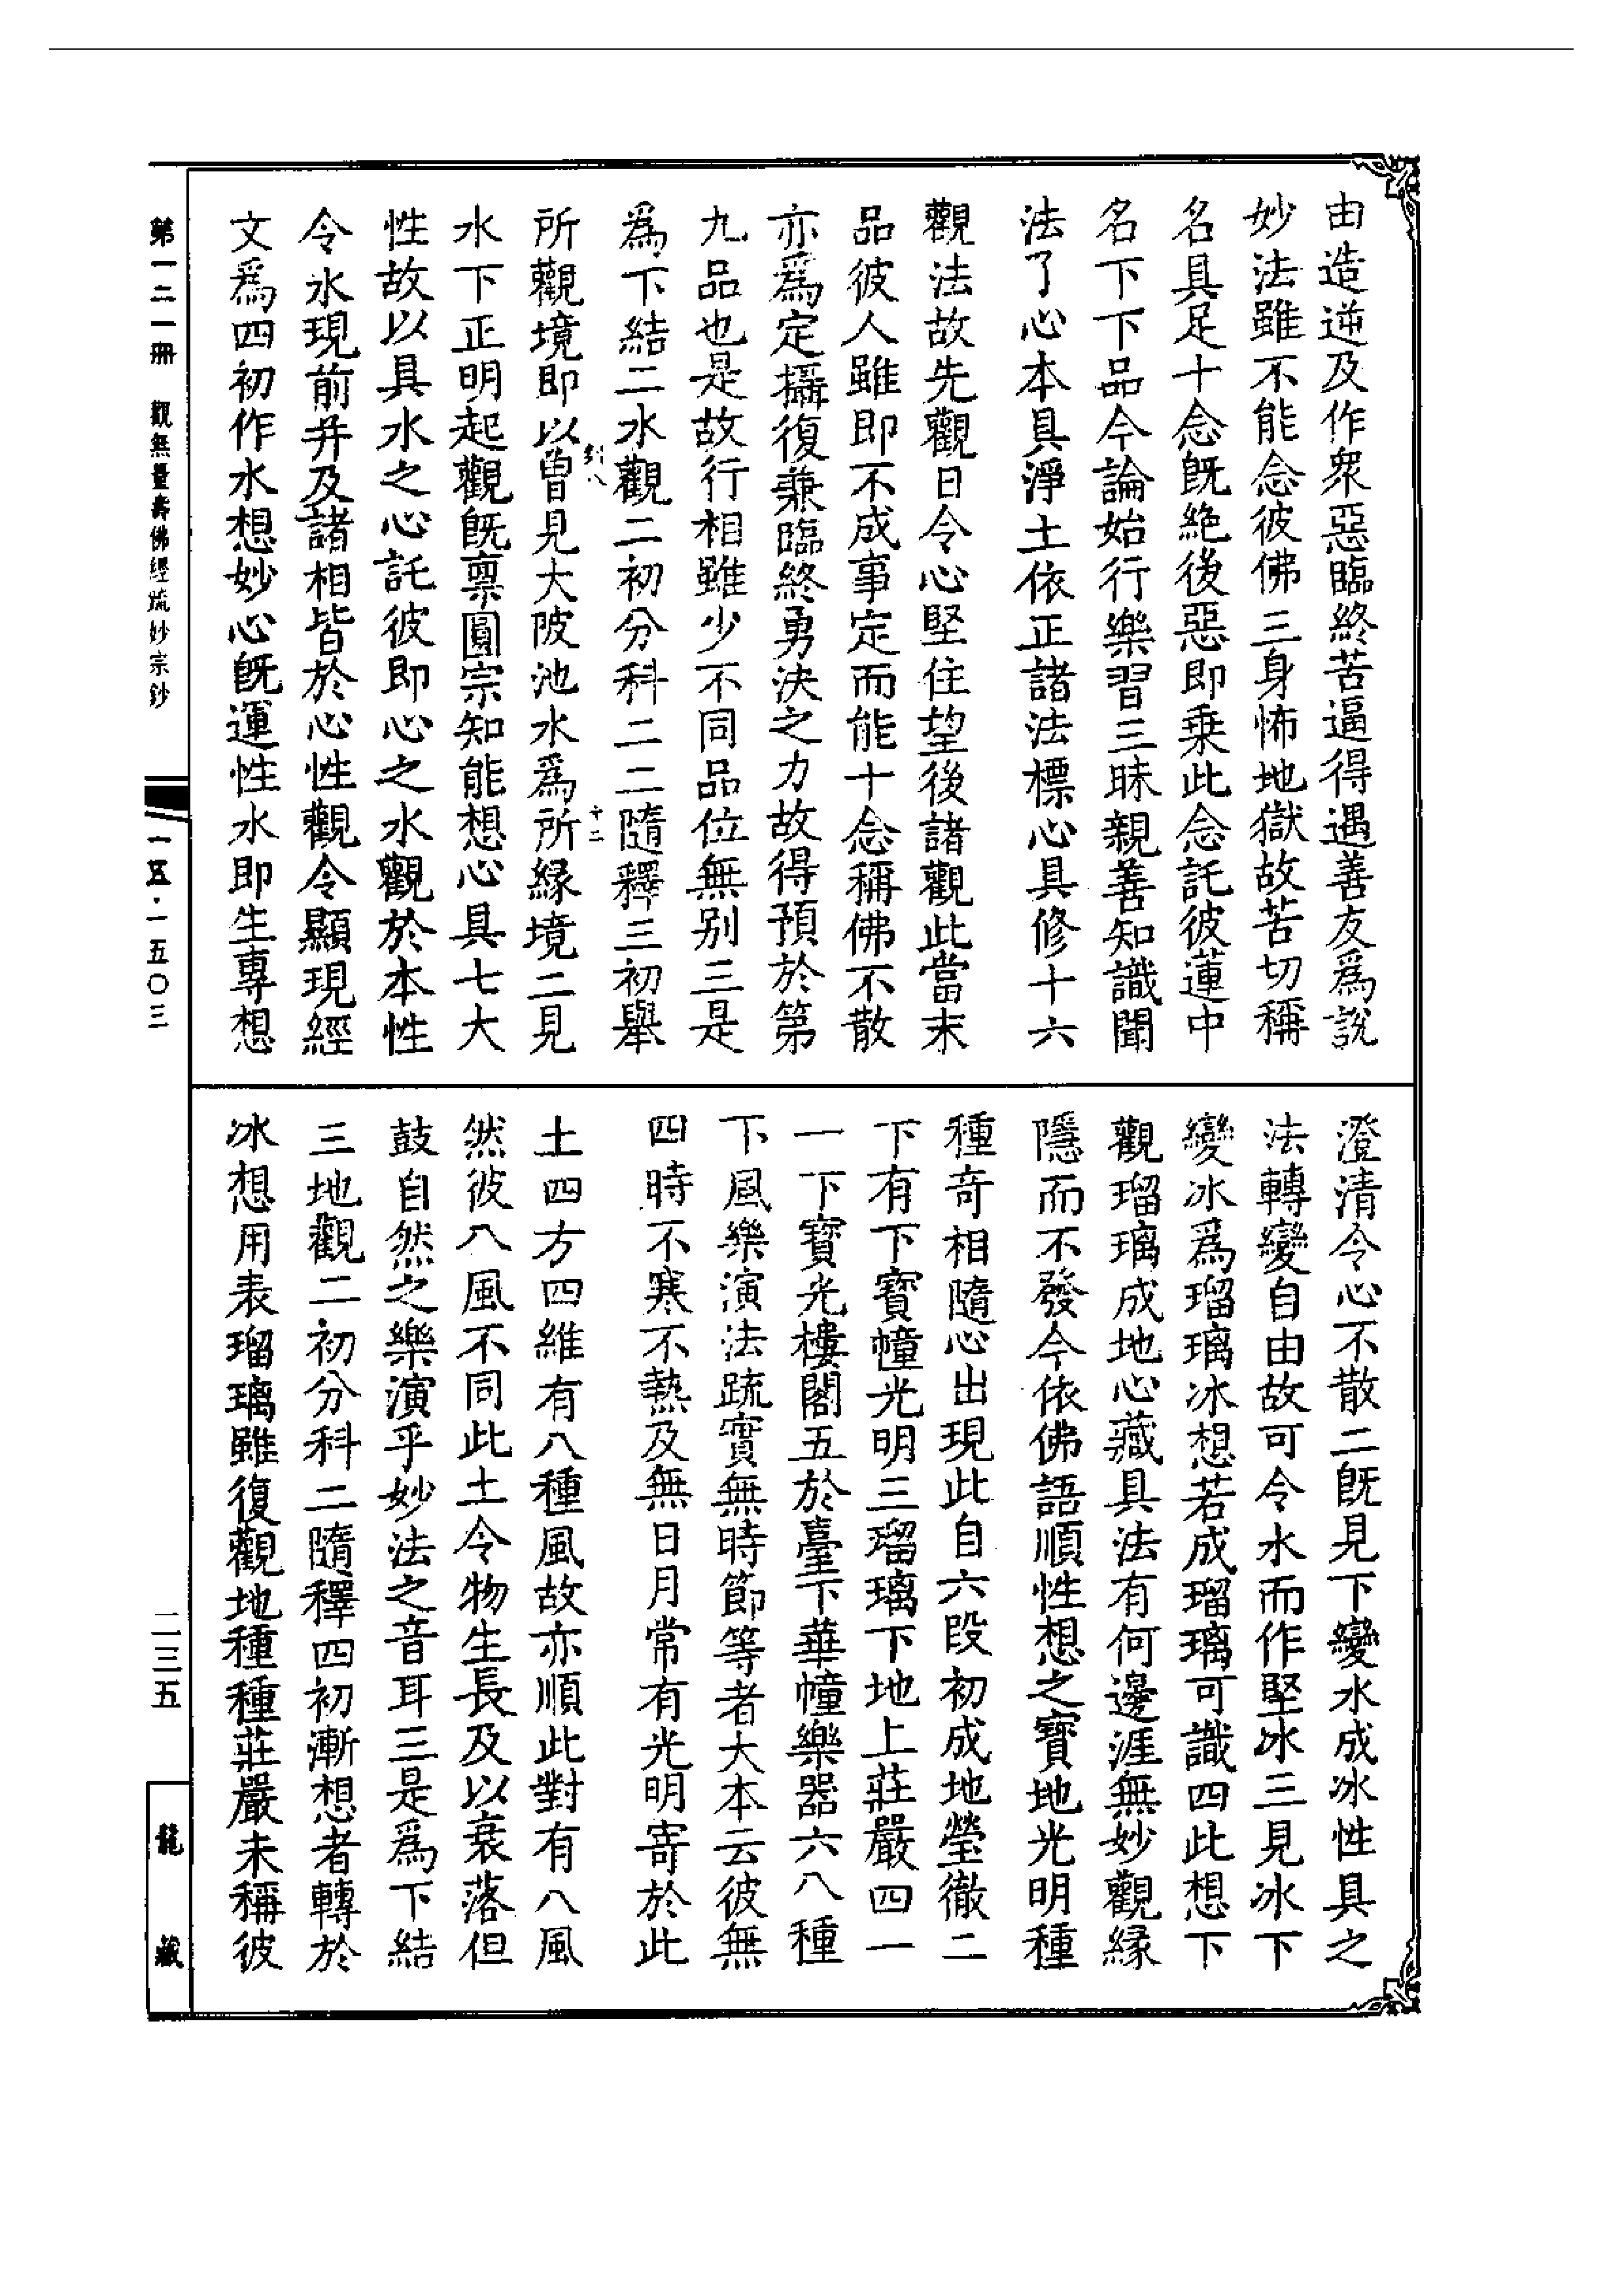 由造逆及作衆惡臨終苦逼得遇善友爲說
妙法雖不能念彼佛三身怖地獄故苦切稱
名具足十念旣絶後惡即乗此念託彼蓮中
名下下品今論始行樂習三昧親善知識聞
法了心本具淨土依正諸法標心具修十六
觀法故先觀日令心堅住望後諸觀此當末
品彼人雖即不成事定而能十念稱佛不散
亦爲定攝復兼臨終勇決之力故得預於第
九品也是故行相雖少不同品位無别三是
爲下結二水觀二初分科二二隨釋三初舉
所觀境即以曾見大陂池水爲所縁境二見
水下正明起觀旣禀圓宗知能想心具七大
性故以具水之心託彼即心之水觀於本性
令水現前并及諸相皆於心性觀令顯現經
文爲四初作水想妙心旣運性水即生專想
澄清令心不散二旣見下變水成冰性具之
法轉變自由故可令水而作堅冰三見冰下
變冰爲瑠璃冰想若成瑠璃可識四此想下
觀瑠璃成地心藏具法有何邊涯無妙觀縁
隱而不發今依佛語順性想之寶地光明種
種奇相隨心出現此自六段初成地瑩徹二
下有下寶幢光明三瑠璃下地上莊嚴四一
一下寶光樓閣五於臺下華幢樂器六八種
下風樂演法疏實無時節等者大本云彼無
四時不寒不熱及無日月常有光明寄於此
土四方四維有八種風故亦順此對有八風
然彼八風不同此土令物生長及以衰落但
鼓自然之樂演乎妙法之音耳三是爲下結
三地觀二初分科二隨釋四初漸想者轉於
冰想用表瑠璃雖復觀地種種莊嚴未稱彼
第一二一冊　觀無量壽佛經疏妙宗鈔
一五·一五〇三
二三五
龍藏
十二